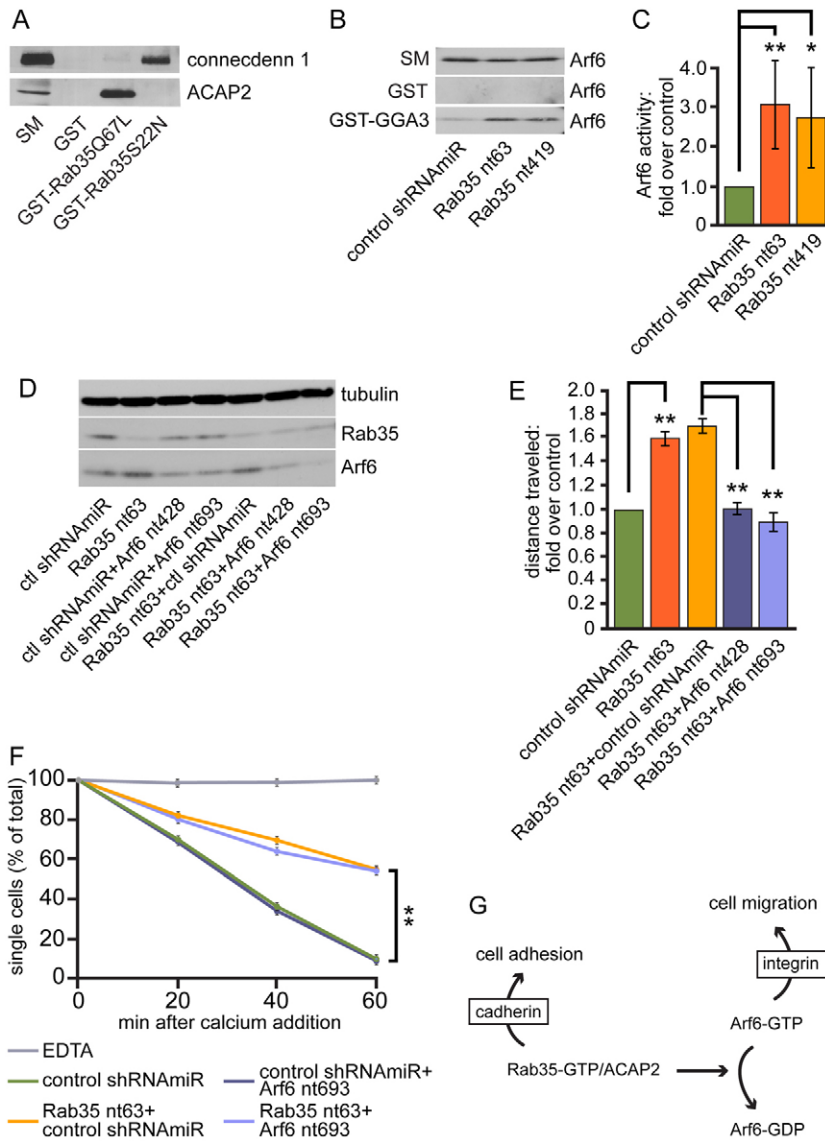 A
connecdenn 1
ACAP2
SM
GST
GST-Rab35Q67L
GST-Rab35S22N
B
SM
Arf6
GST
Arf6
GST-GGA3
Arf6
control shRNAmiR
Rab35 nt63
Rab35 nt419
C
**
*
Arf6 activity:
fold over control
4.0
3.0
2.0
1.0
control shRNAmiR
Rab35 nt63
Rab35 nt419
D
tubulin
Rab35
Arf6
ctl shRNAmiR
Rab35 nt63
ctl shRNAmiR+Arf6 nt428
ctl shRNAmiR+Arf6 nt693
Rab35 nt63+ctl shRNAmiR
Rab35 nt63+Arf6 nt428
Rab35 nt63+Arf6 nt693
E
distance traveled:
fold over control
2.0
1.6
1.2
1.0
0.8
0.6
0.4
0.2
0
**
**
**
control shRNAmiR
Rab35 nt63
Rab35 nt63+control shRNAmiR
Rab35 nt63+Arf6 nt428
Rab35 nt63+Arf6 nt693
F
single cells (% of total)
100
80
60
40
20
0
0
20
40
60
**
min after calcium addition
EDTA
control shRNAmiR
Rab35 nt63+
control shRNAmiR
control shRNAmiR+
Arf6 nt693
Rab35 nt63+
Arf6 nt693
G
cell migration
cell adhesion
integrin
cadherin
Arf6-GTP
Rab35-GTP/ACAP2
Arf6-GDP